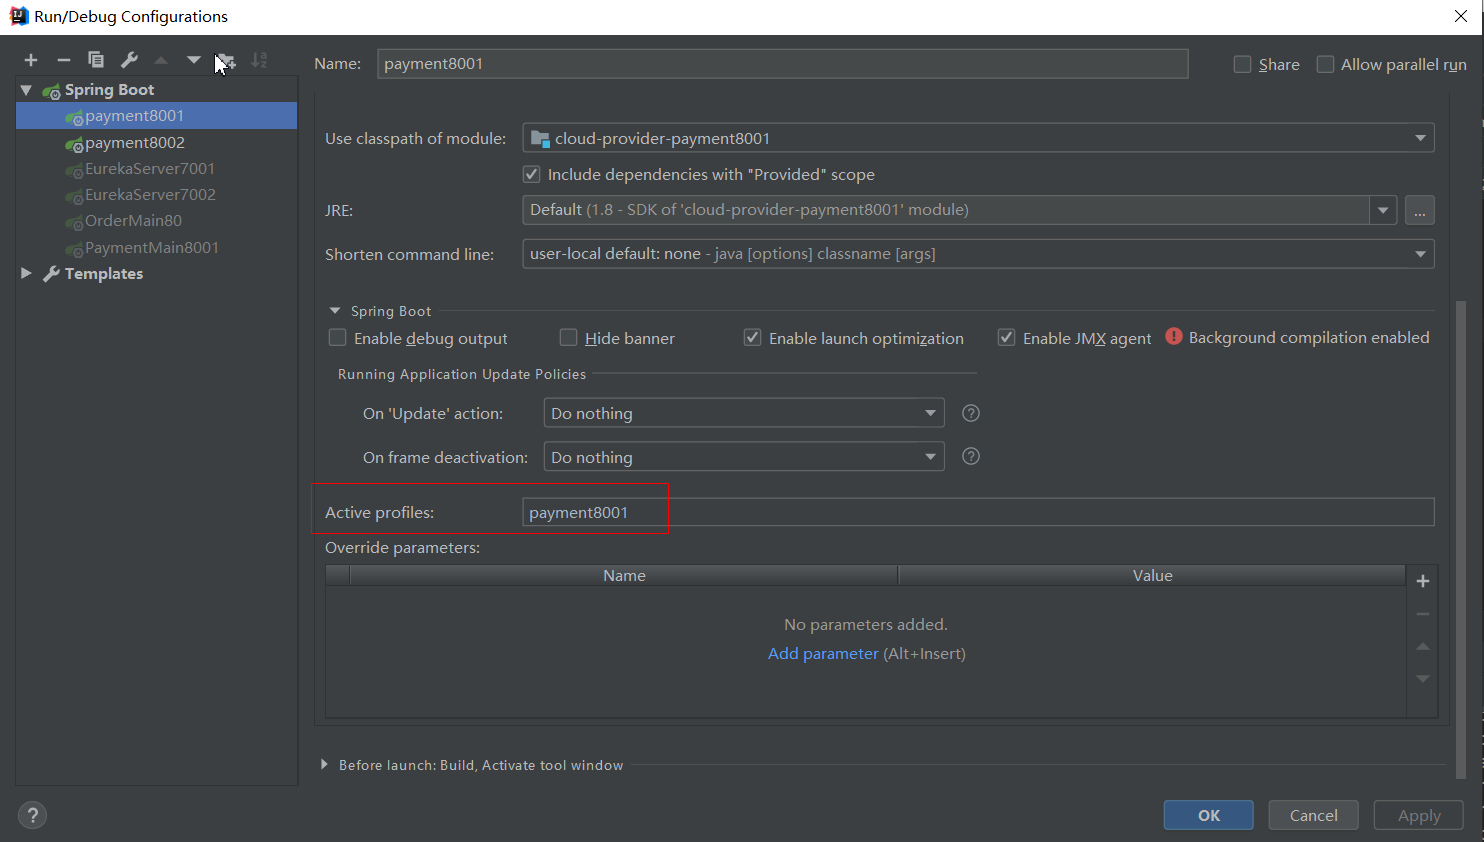 Run/Debug Configurations
Name: payment8001 Share Allow parallel run
Spring Boot
payment8001
payment8002
EurekaServer7001
EurekaServer7002
OrderMain80
PaymentMain8001
Templates
Use classpath of module: cloud-provider-payment8001
Include dependencies with "Provided" scope
JRE: Default (1.8 - SDK of 'cloud-provider-payment8001' module) ...
Shorten command line: user-local default: none - java [options] classname [args]
Spring Boot
Enable debug output Hide banner Enable launch optimization Enable JMX agent Background compilation enabled
Running Application Update Policies
On 'Update' action: Do nothing ?
On frame deactivation: Do nothing ?
Active profiles: payment8001
Override parameters:
Name Value
No parameters added.
Add parameter (Alt+Insert)
Before launch: Build, Activate tool window
? OK Cancel Apply